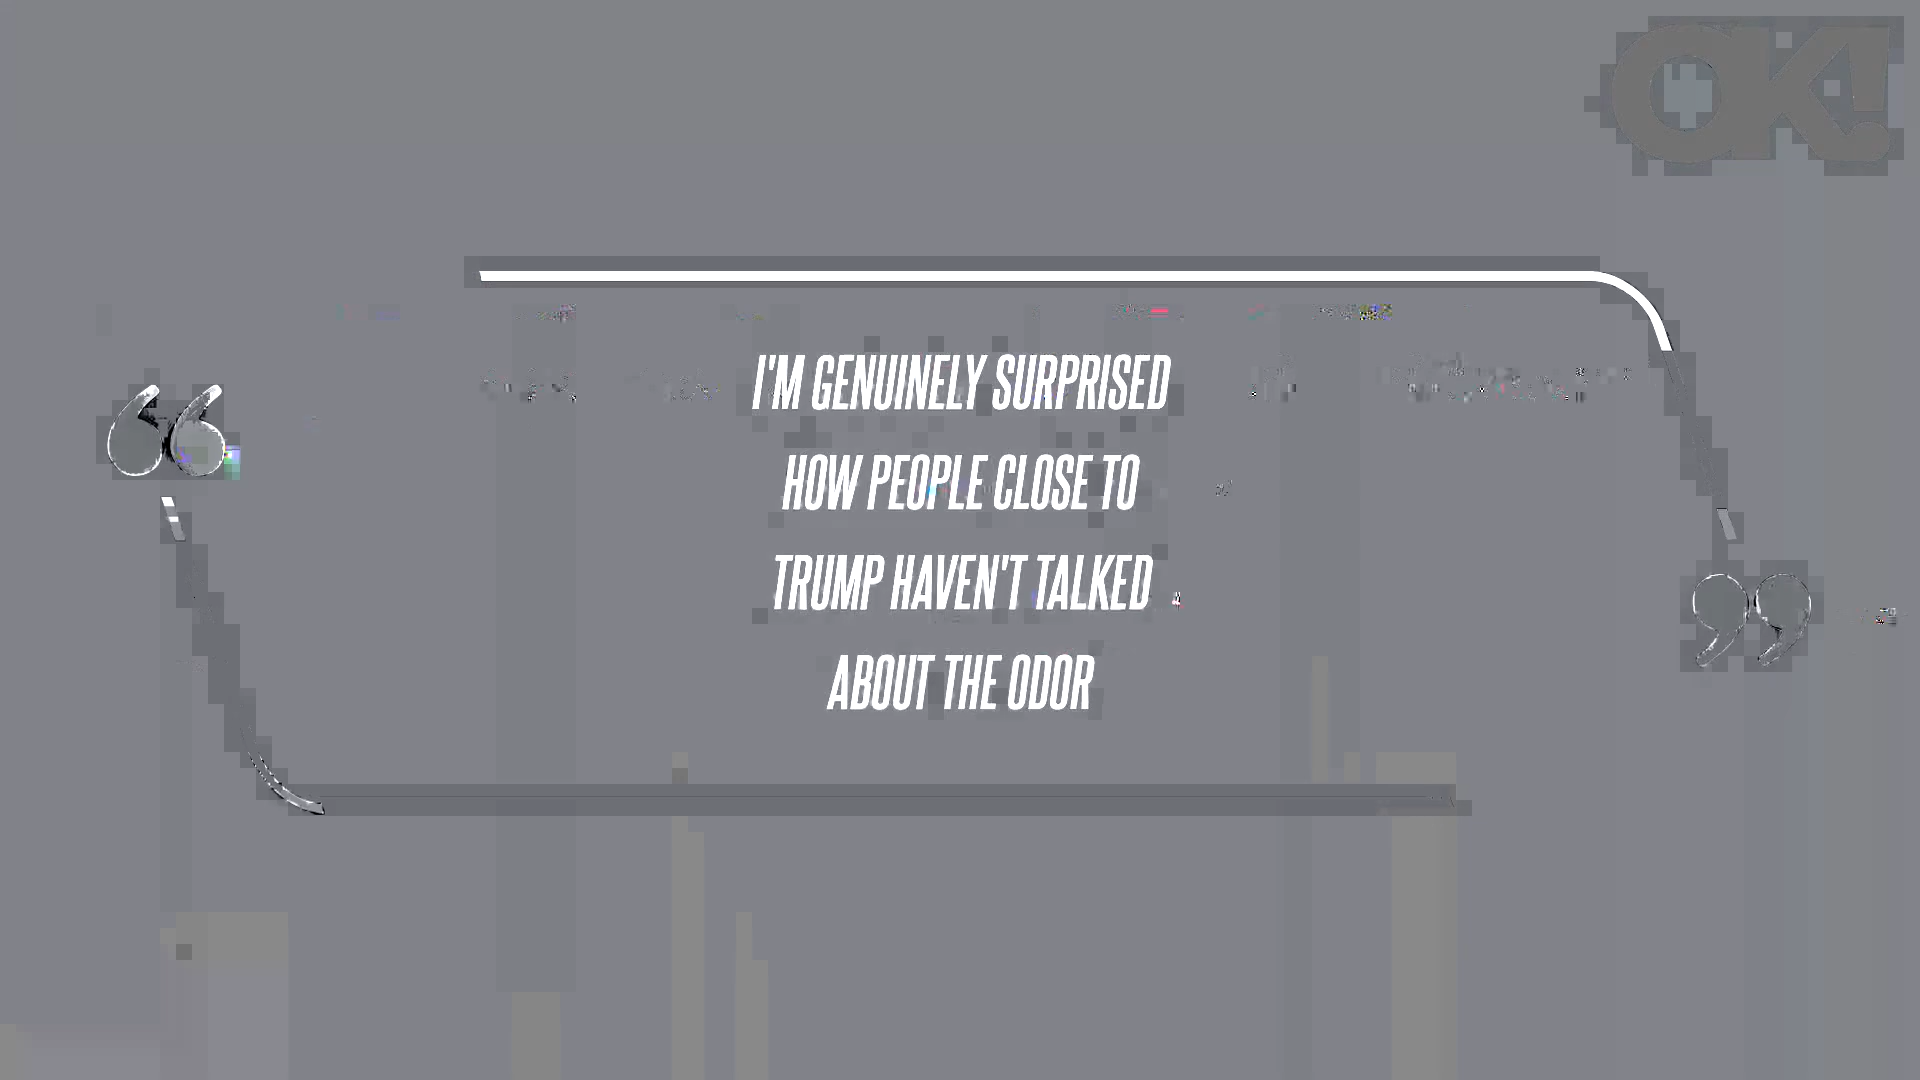 OK!
I'M GENUINELY SURPRISED
HOW PEOPLE CLOSE TO
TRUMP HAVEN'T TALKED
ABOUT THE ODOR